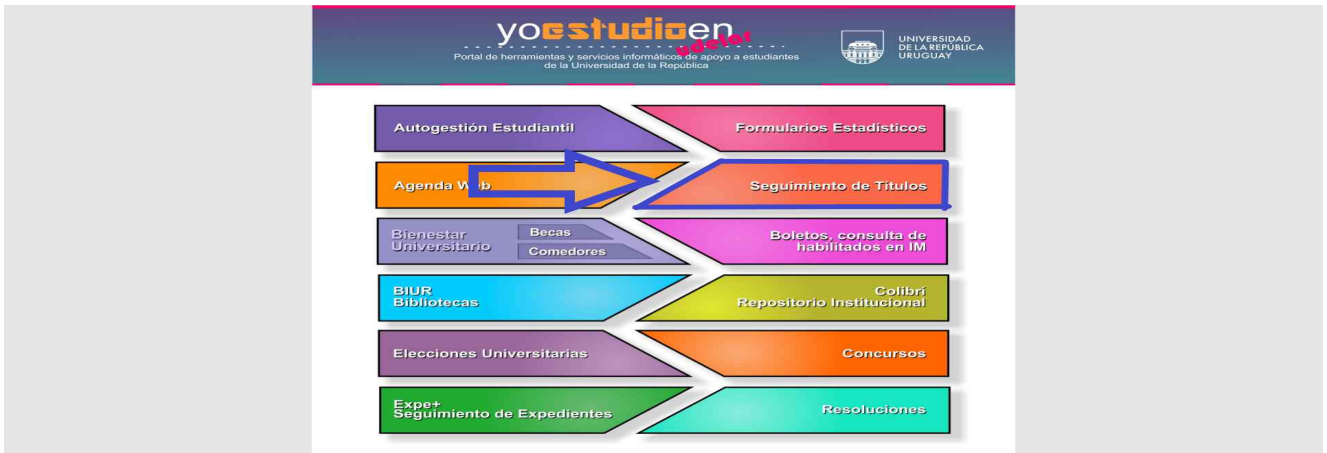 yoestudioen
udelar
Portal de herramientas y servicios informáticos de apoyo a estudiantes
de la Universidad de la República
UNIVERSIDAD
DE LA REPÚBLICA
URUGUAY
Autogestión Estudiantil
Formularios Estadísticos
Agenda Web
Seguimiento de Títulos
Bienestar
Universitario
Becas
Comedores
Boletos, consulta de
habilitados en IM
BIUR
Bibliotecas
Colibri
Repositorio Institucional
Elecciones Universitarias
Concursos
Expe+
Seguimiento de Expedientes
Resoluciones